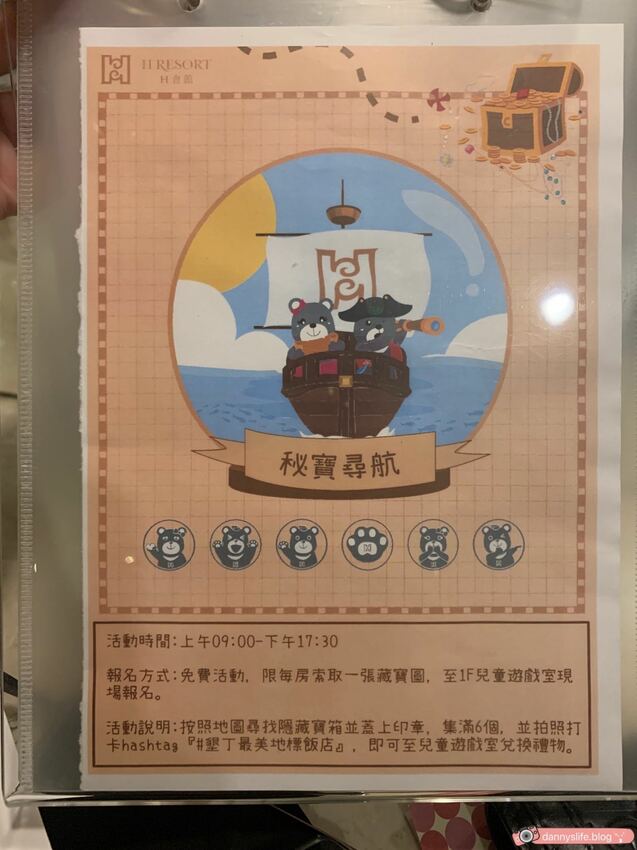 H RESORT
H 會館
秘寶尋航
活動時間:上午09:00-下午17:30
報名方式:免費活動, 限每房索取一張藏寶圖, 至1F兒童遊戲室現
場報名。
活動說明:按照地圖尋找隱藏寶箱並蓋上印章, 集滿6個, 並拍照打
卡hashtag『#墾丁最美地標飯店』, 即可至兒童遊戲室兌換禮物。
dannyslife.blog